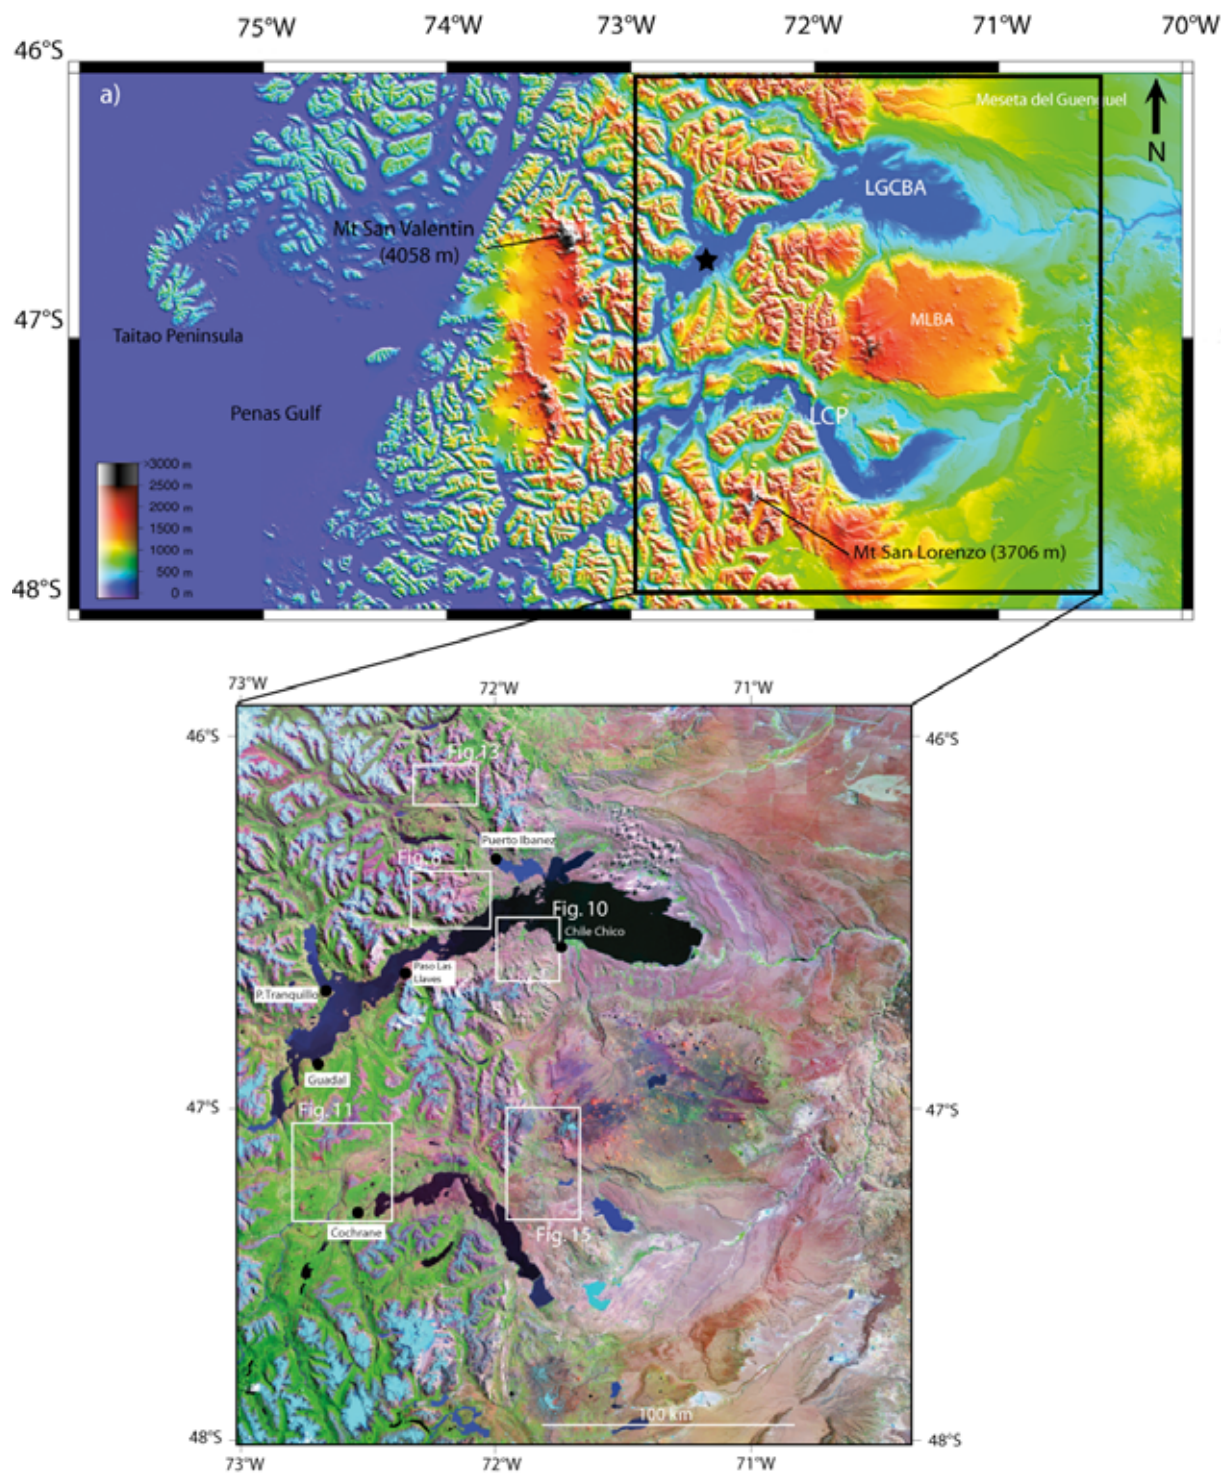 75°W 74°W 73°W 72°W 71°W 70°W
46°S
a)
Meseta del Guenguel
N
LGCBA
Mt San Valentin
(4058 m)
47°S
Taitao Peninsula
MLBA
Penas Gulf
LCP
>3000 m
2500 m
2000 m
1500 m
1000 m
500 m
0 m
Mt San Lorenzo (3706 m)
48°S
73°W 72°W 71°W
46°S 46°S
Fig.13
Puerto Ibanez
Fig. 8
Fig. 10
Chile Chico
Paso Las
Llaves
P.Tranquillo
Guadal
47°S 47°S
Fig. 11
Cochrane
Fig. 15
100 km
48°S 48°S
73°W 72°W 71°W